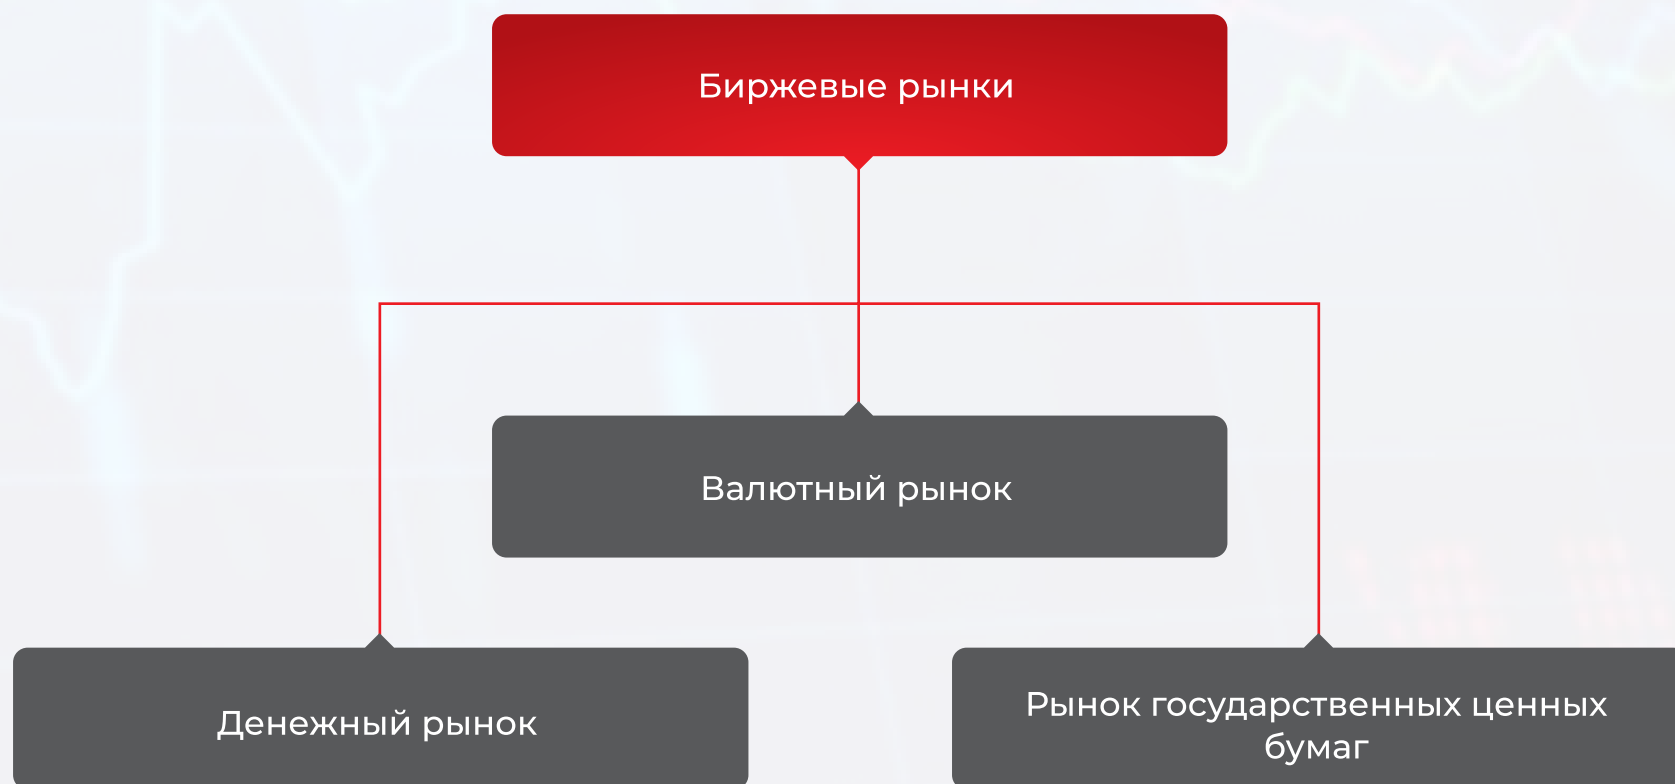 Биржевые рынки
Валютный рынок
Денежный рынок
Рынок государственных ценных
бумаг